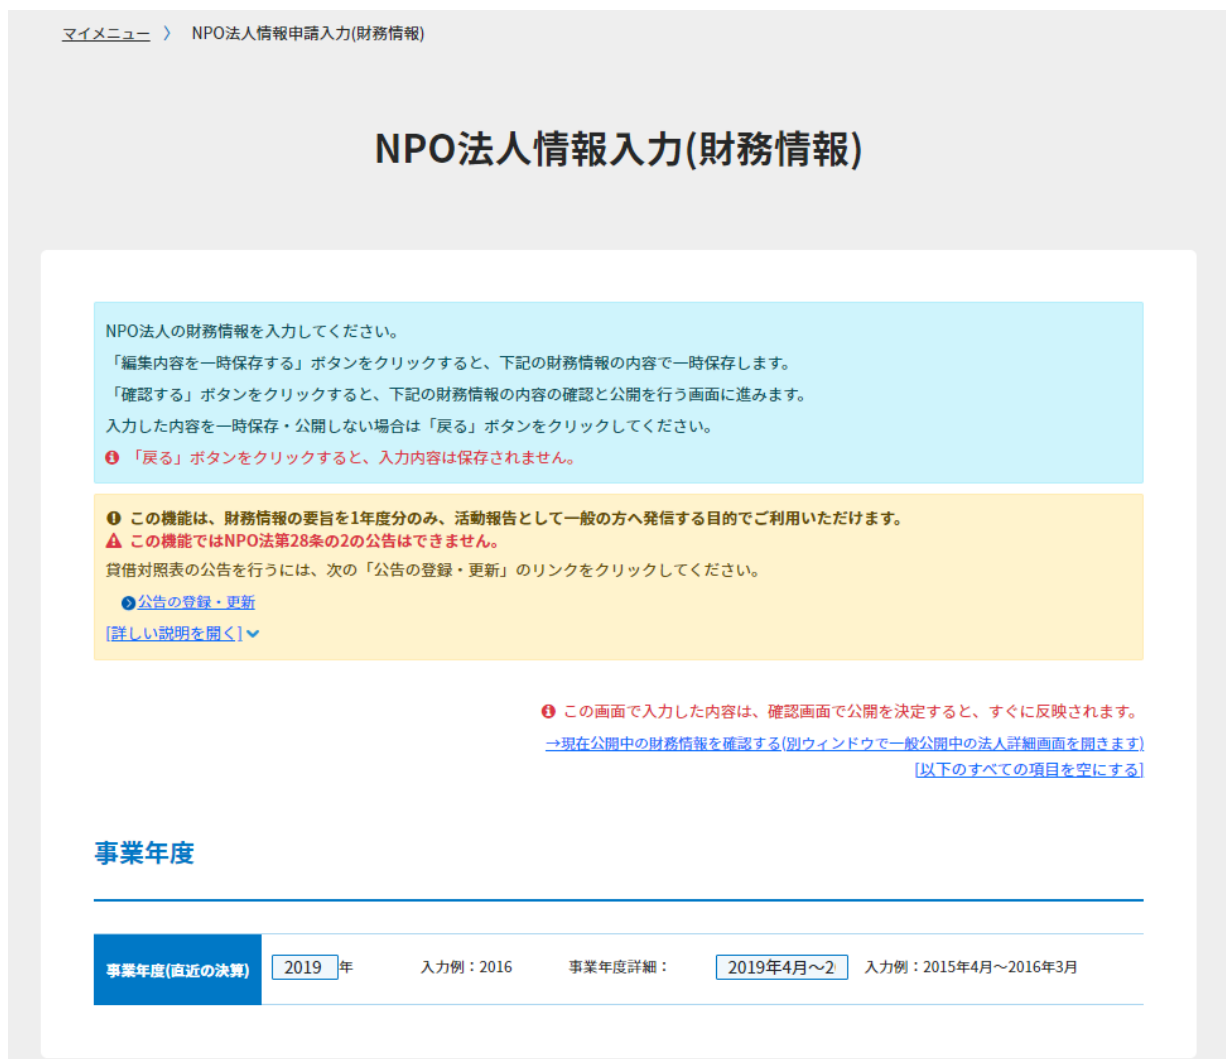 マイメニュー 〉 NPO法人情報申請入力(財務情報)
NPO法人情報入力(財務情報)
NPO法人の財務情報を入力してください。
「編集内容を一時保存する」ボタンをクリックすると、下記の財務情報の内容で一時保存します。
「確認する」ボタンをクリックすると、下記の財務情報の内容の確認と公開を行う画面に進みます。
入力した内容を一時保存・公開しない場合は「戻る」ボタンをクリックしてください。
「戻る」ボタンをクリックすると、入力内容は保存されません。
この機能は、財務情報の要旨を1年度分のみ、活動報告として一般の方へ発信する目的でご利用いただけます。
この機能ではNPO法第28条の2の公告はできません。
貸借対照表の公告を行うには、次の「公告の登録・更新」のリンクをクリックしてください。
公告の登録・更新
[詳しい説明を開く]
この画面で入力した内容は、確認画面で公開を決定すると、すぐに反映されます。
→現在公開中の財務情報を確認する(別ウィンドウで一般公開中の法人詳細画面を開きます)
[以下のすべての項目を空にする]
事業年度
事業年度(直近の決算) 2019 年 入力例：2016 事業年度詳細： 2019年4月～2 入力例：2015年4月～2016年3月